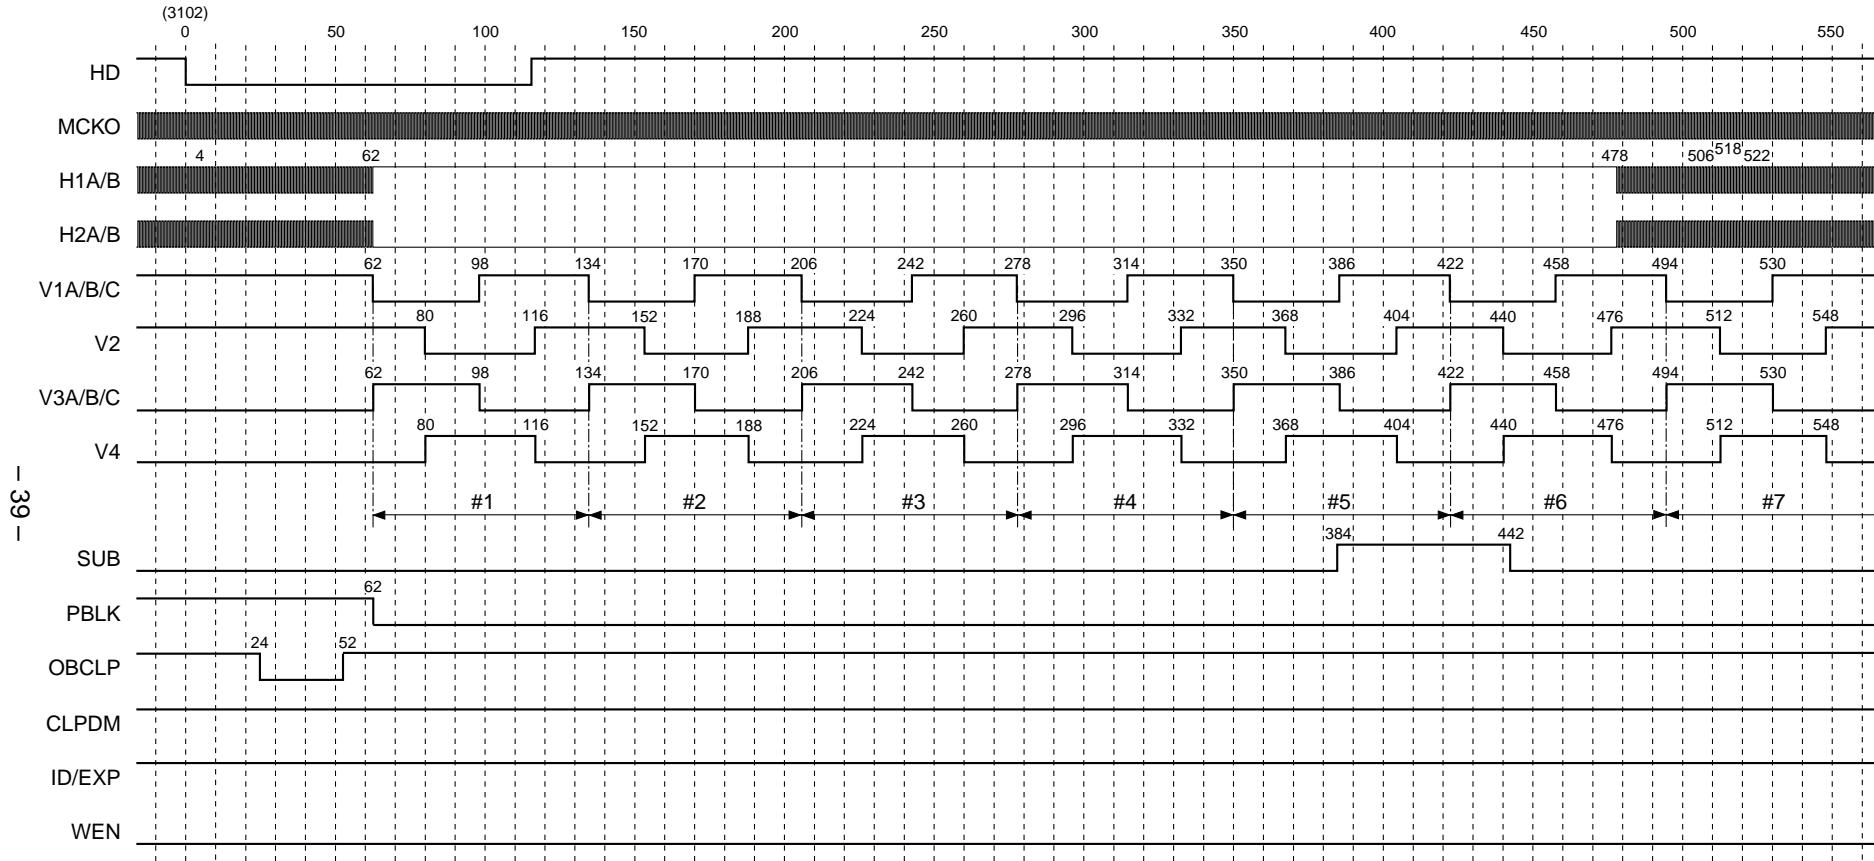 (3102)
0 50 100 150 200 250 300 350 400 450 500 550
HD
MCKO
4 62 478 506 518 522
H1A/B
H2A/B
62 98 134 170 206 242 278 314 350 386 422 458 494 530
V1A/B/C
80 116 152 188 224 260 296 332 368 404 440 476 512 548
V2
62 98 134 170 206 242 278 314 350 386 422 458 494 530
V3A/B/C
80 116 152 188 224 260 296 332 368 404 440 476 512 548
V4
#1 #2 #3 #4 #5 #6 #7
384 442
SUB
62
PBLK
24 52
OBCLP
CLPDM
ID/EXP
WEN
– 39 –